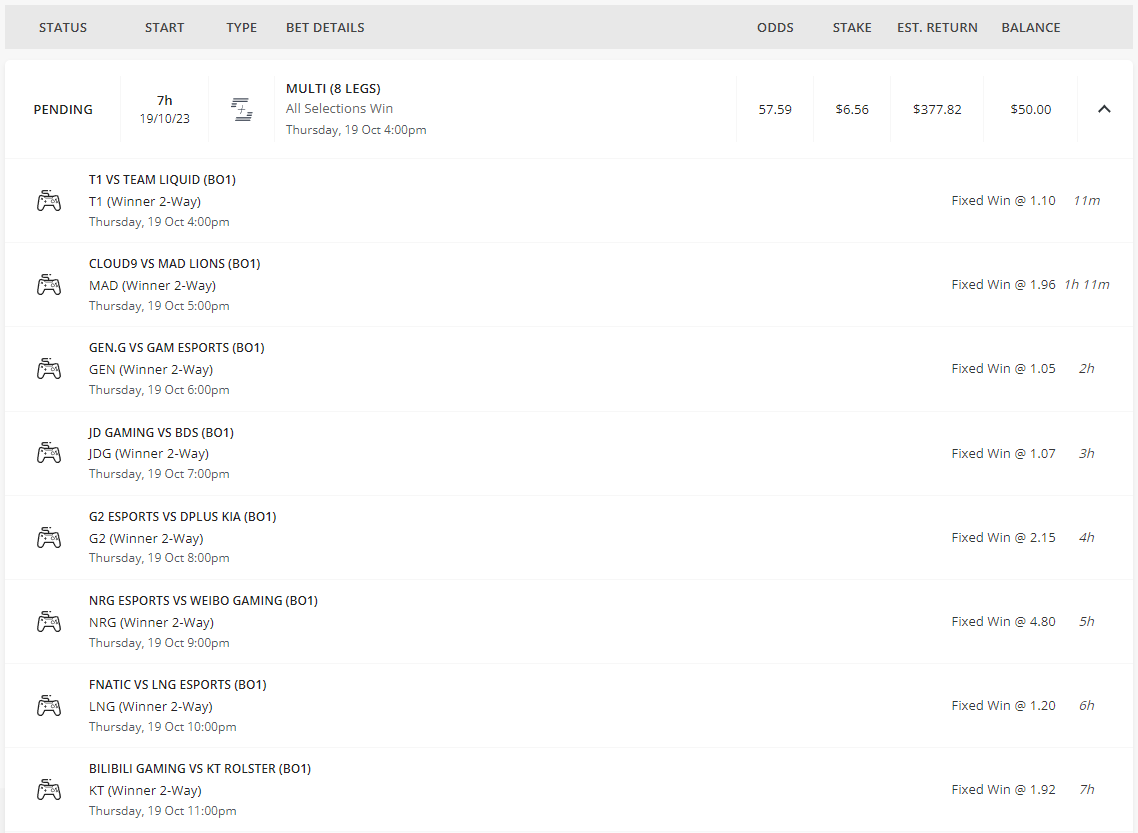 STATUS START TYPE BET DETAILS ODDS STAKE EST. RETURN BALANCE
MULTI (8 LEGS)
PENDING 7h All Selections Win 57.59 $6.56 $377.82 $50.00
19/10/23 Thursday, 19 Oct 4:00pm
T1 VS TEAM LIQUID (BO1)
T1 (Winner 2-Way) Fixed Win @ 1.10 11m
Thursday, 19 Oct 4:00pm
CLOUD9 VS MAD LIONS (BO1)
MAD (Winner 2-Way) Fixed Win @ 1.96 1h 11m
Thursday, 19 Oct 5:00pm
GEN.G VS GAM ESPORTS (BO1)
GEN (Winner 2-Way) Fixed Win @ 1.05 2h
Thursday, 19 Oct 6:00pm
JD GAMING VS BDS (BO1)
JDG (Winner 2-Way) Fixed Win @ 1.07 3h
Thursday, 19 Oct 7:00pm
G2 ESPORTS VS DPLUS KIA (BO1)
G2 (Winner 2-Way) Fixed Win @ 2.15 4h
Thursday, 19 Oct 8:00pm
NRG ESPORTS VS WEIBO GAMING (BO1)
NRG (Winner 2-Way) Fixed Win @ 4.80 5h
Thursday, 19 Oct 9:00pm
FNATIC VS LNG ESPORTS (BO1)
LNG (Winner 2-Way) Fixed Win @ 1.20 6h
Thursday, 19 Oct 10:00pm
BILIBILI GAMING VS KT ROLSTER (BO1)
KT (Winner 2-Way) Fixed Win @ 1.92 7h
Thursday, 19 Oct 11:00pm